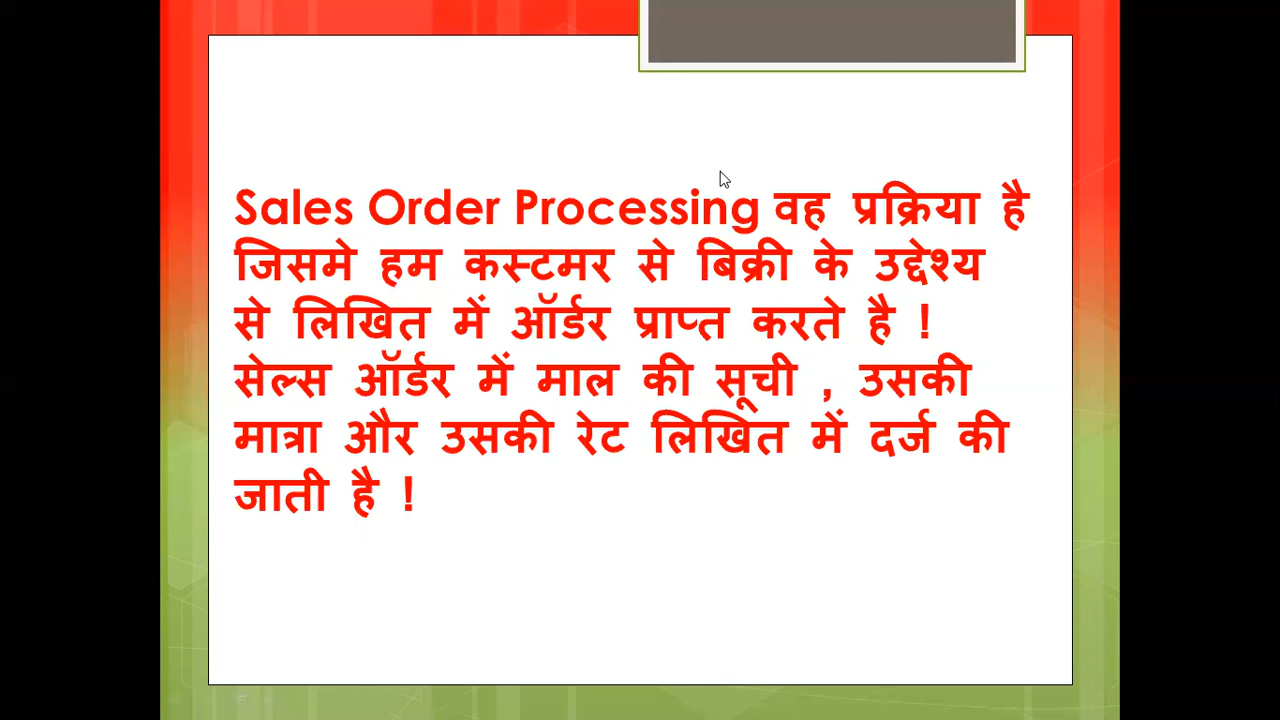 Sales Order Processing वह प्रक्रिया है
जिसमे हम कस्टमर से बिक्री के उद्देश्य
से लिखित में ऑर्डर प्राप्त करते है !
सेल्स ऑर्डर में माल की सूची , उसकी
मात्रा और उसकी रेट लिखित में दर्ज की
जाती है !